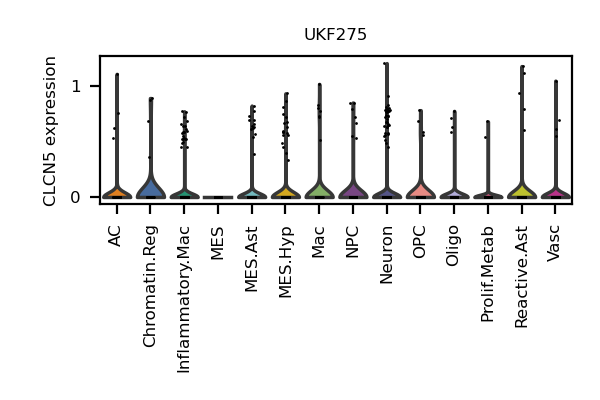 UKF275
CLCN5 expression
1
0
AC
Chromatin.Reg
Inflammatory.Mac
MES
MES.Ast
MES.Hyp
Mac
NPC
Neuron
OPC
Oligo
Prolif.Metab
Reactive.Ast
Vasc